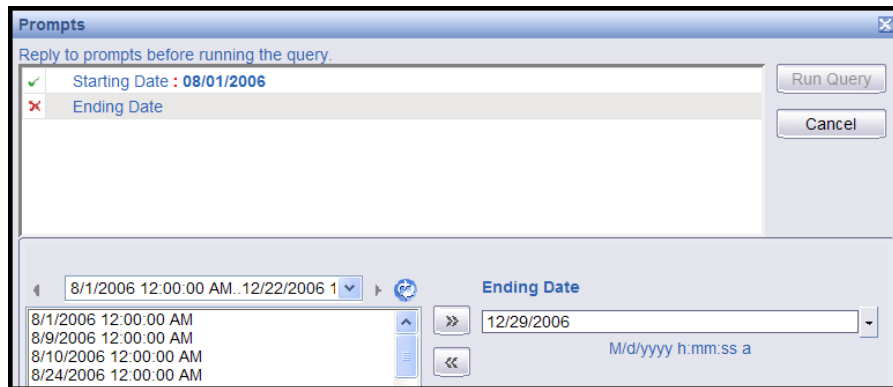 Prompts
Reply to prompts before running the query.
Starting Date : 08/01/2006
Run Query
Ending Date
Cancel
8/1/2006 12:00:00 AM..12/22/2006 1
Ending Date
8/1/2006 12:00:00 AM
8/9/2006 12:00:00 AM
8/10/2006 12:00:00 AM
8/24/2006 12:00:00 AM
>>
12/29/2006
M/d/yyyy h:mm:ss a
<<